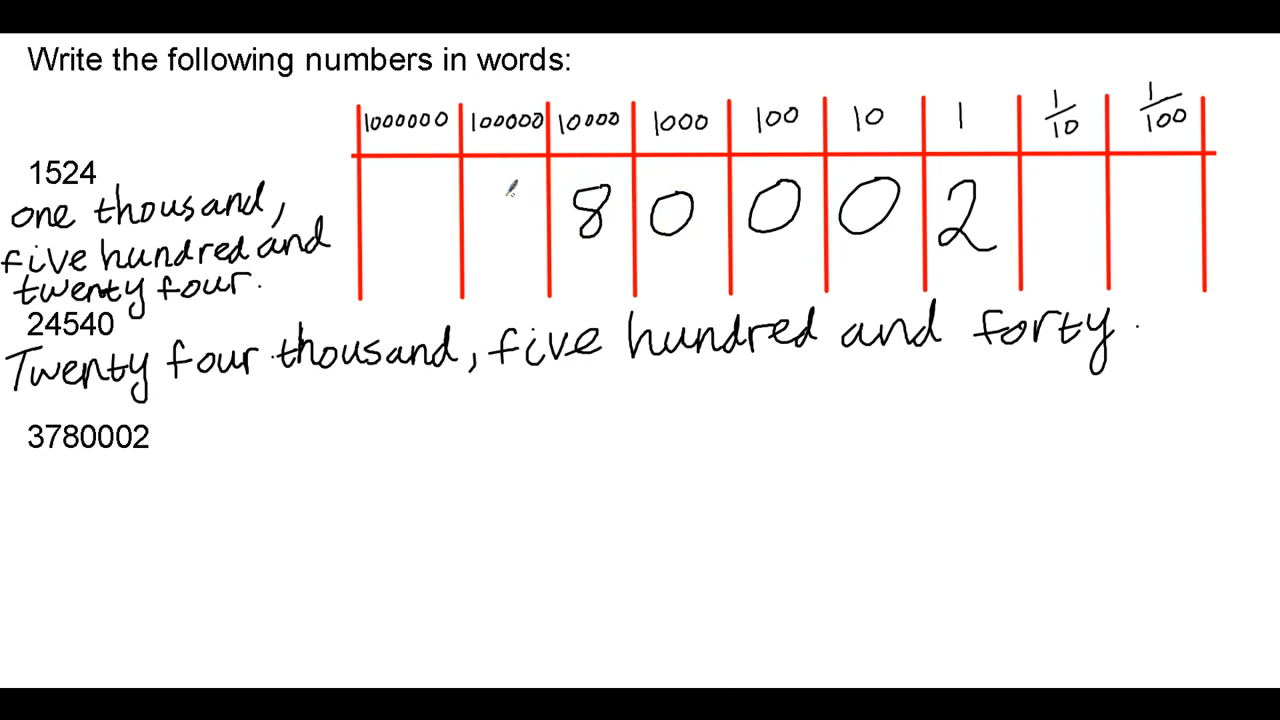 Write the following numbers in words:
1000000 100000 10000 1000 100 10 1 1/10 1/100
1524
8 0 0 0 2
one thousand,
five hundred and
twenty four.
24540
Twenty four thousand, five hundred and forty.
3780002